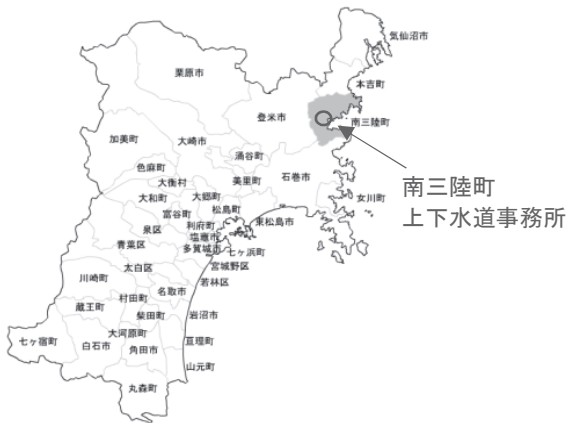 気仙沼市
栗原市
本吉町
登米市
南三陸町
加美町
大崎市
涌谷町
色麻町
美里町
石巻市
大衡村
南三陸町
上下水道事務所
大和町
大郷町
女川町
富谷町
松島町
東松島市
泉区
利府町
塩竈市
青葉区
多賀城市
七ヶ浜町
太白区
宮城野区
川崎町
若林区
名取市
村田町
蔵王町
柴田町
岩沼市
大河原町
七ヶ宿町
白石市
角田市
亘理町
山元町
丸森町